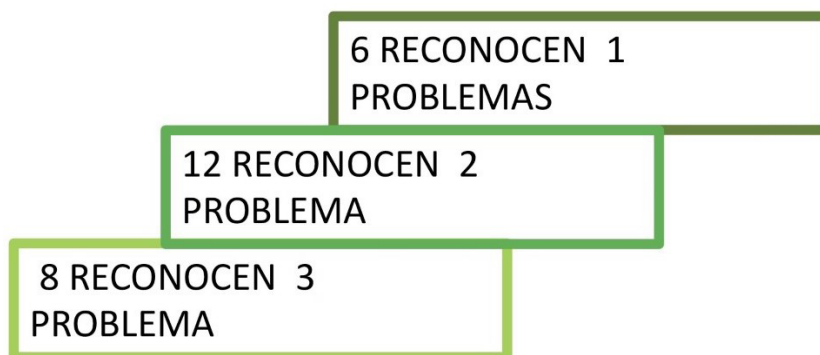 6 RECONOCEN 1
PROBLEMAS
12 RECONOCEN 2
PROBLEMA
8 RECONOCEN 3
PROBLEMA